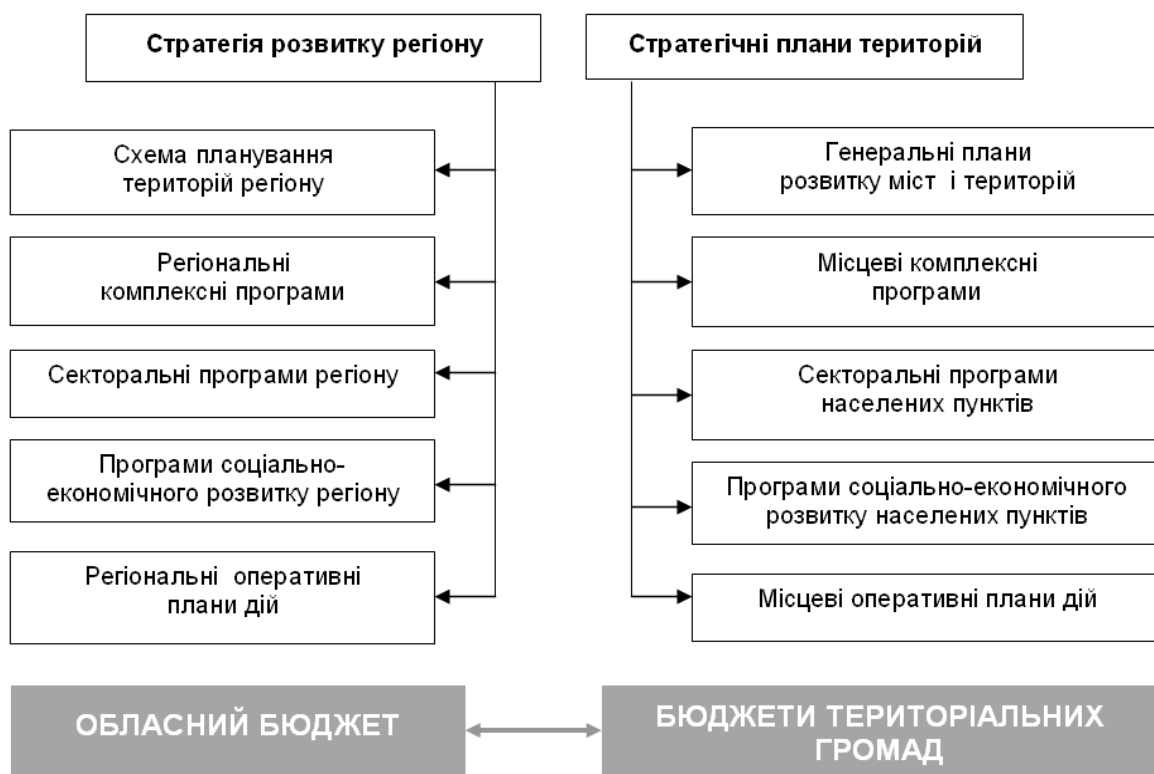 Стратегія розвитку регіону
Схема планування
територій регіону
Регіональні
комплексні програми
Секторальні програми регіону
Програми соціально-
економічного розвитку регіону
Регіональні оперативні
плани дій
ОБЛАСНИЙ БЮДЖЕТ
Стратегічні плани територій
Генеральні плани
розвитку міст і територій
Місцеві комплексні
програми
Секторальні програми
населених пунктів
Програми соціально-економічного
розвитку населених пунктів
Місцеві оперативні плани дій
БЮДЖЕТИ ТЕРИТОРІАЛЬНИХ
ГРОМАД